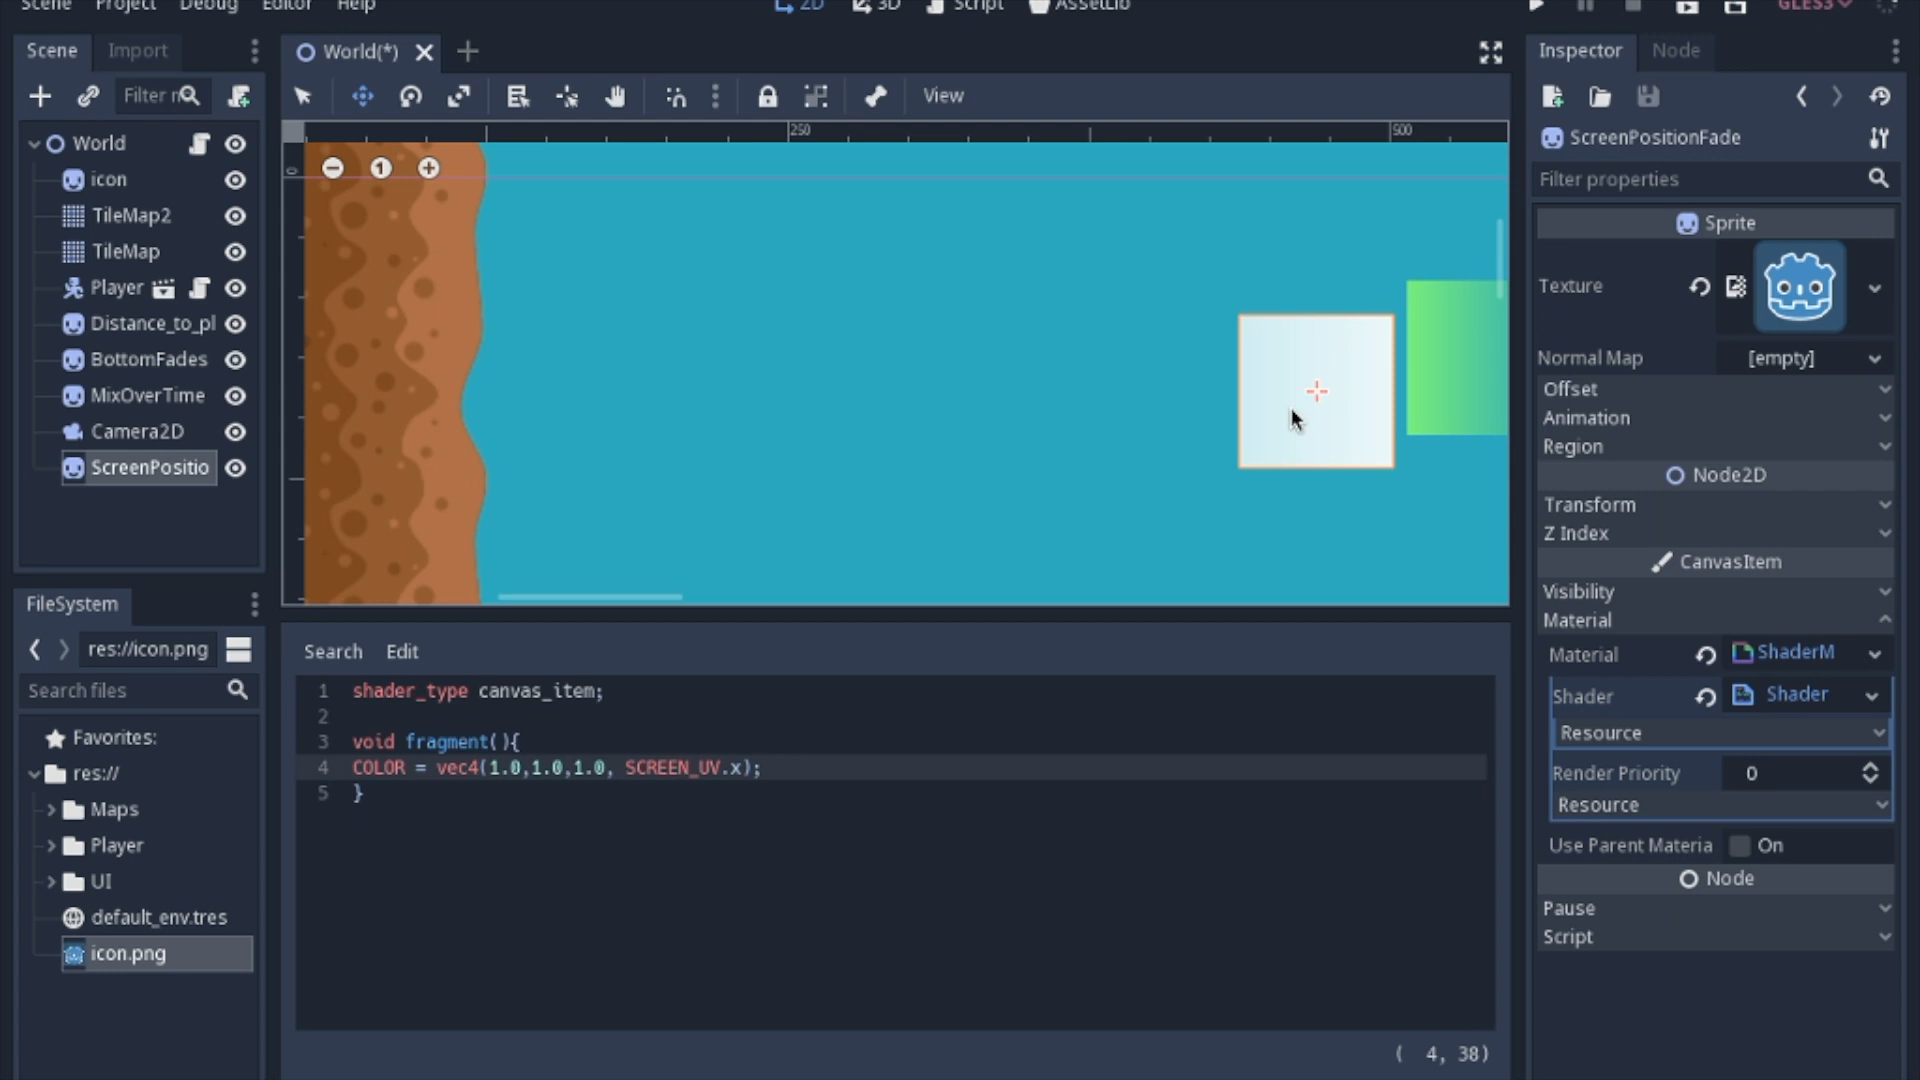 Scene Project Debug Editor Help
2D 3D Script AssetLib
GLES3
Scene Import
World(*)
Inspector Node
Filter n
View
World
icon
TileMap2
TileMap
Player
Distance_to_pl
BottomFades
MixOverTime
Camera2D
ScreenPositio
250
500
0
1
ScreenPositionFade
Filter properties
Sprite
Texture
Normal Map [empty]
Offset
Animation
Region
Node2D
Transform
Z Index
CanvasItem
Visibility
Material
Material ShaderM
Shader Shader
Resource
Render Priority 0
Resource
Use Parent Materia On
Node
Pause
Script
FileSystem
res://icon.png
Search files
Favorites:
res://
Maps
Player
UI
default_env.tres
icon.png
Search Edit
1 shader_type canvas_item;
2
3 void fragment(){
4 COLOR = vec4(1.0,1.0,1.0, SCREEN_UV.x);
5 }
( 4, 38)